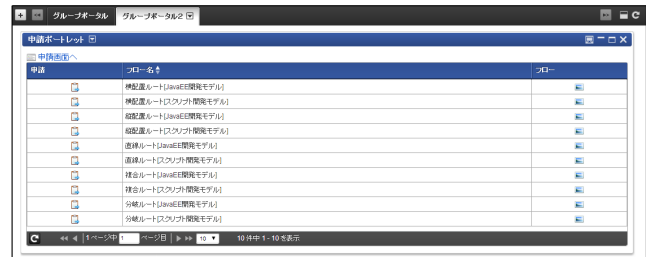 グループポータル グループポータル2
申請ポートレット
申請画面へ
申請 フロー名 フロー
横配置ルート[JavaEE開発モデル]
横配置ルート[スクリプト開発モデル]
縦配置ルート[JavaEE開発モデル]
縦配置ルート[スクリプト開発モデル]
直線ルート[JavaEE開発モデル]
直線ルート[スクリプト開発モデル]
複合ルート[JavaEE開発モデル]
複合ルート[スクリプト開発モデル]
分岐ルート[JavaEE開発モデル]
分岐ルート[スクリプト開発モデル]
1 ページ中 1 ページ目 10 10 件中 1 - 10 を表示